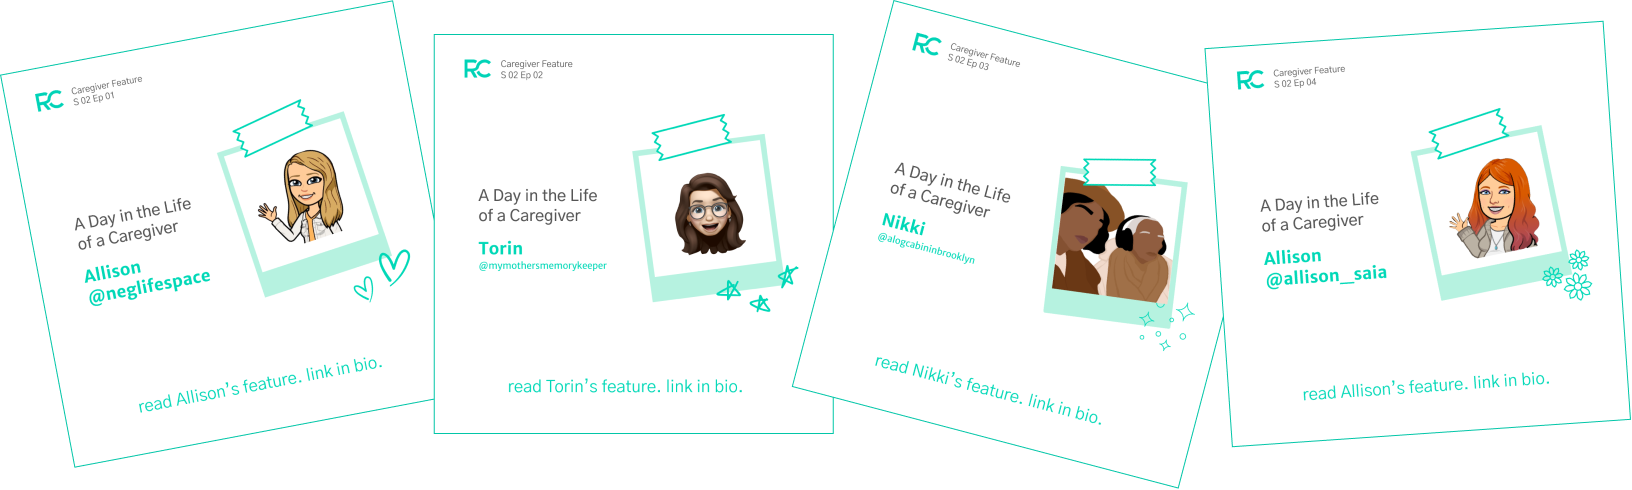 RC
Caregiver Feature
S 02 Ep 01
A Day in the Life
of a Caregiver
Allison
@neglifespace
read Allison's feature. link in bio.
RC
Caregiver Feature
S 02 Ep 02
A Day in the Life
of a Caregiver
Torin
@mymothersmemorykeeper
read Torin's feature. link in bio.
RC
Caregiver Feature
S 02 Ep 03
A Day in the Life
of a Caregiver
Nikki
@alogcabininbrooklyn
read Nikki's feature. link in bio.
RC
Caregiver Feature
S 02 Ep 04
A Day in the Life
of a Caregiver
Allison
@allison__saia
read Allison's feature. link in bio.